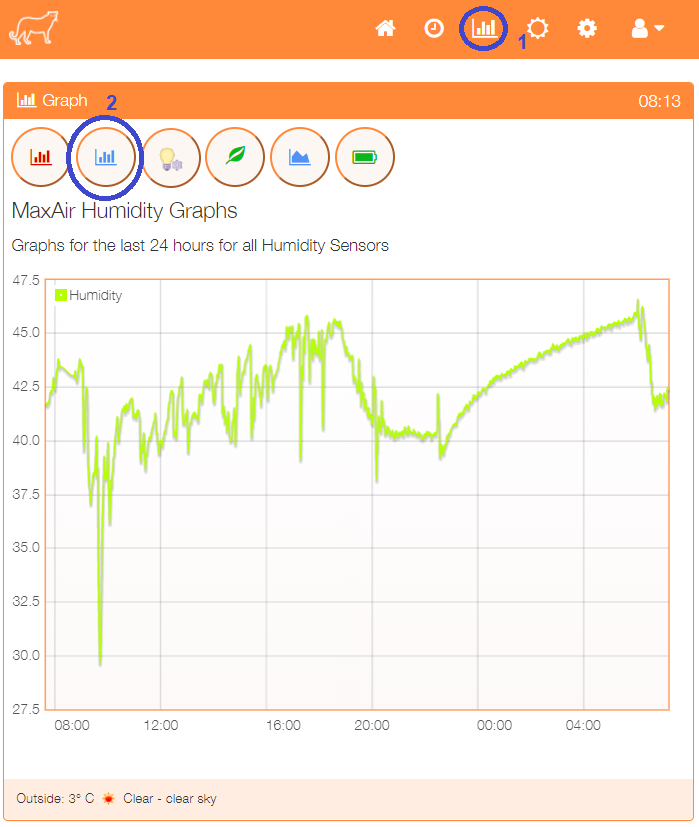 1
Graph 2 08:13
MaxAir Humidity Graphs
Graphs for the last 24 hours for all Humidity Sensors
47.5
Humidity
45.0
42.5
40.0
37.5
35.0
32.5
30.0
27.5
08:00 12:00 16:00 20:00 00:00 04:00
Outside: 3° C Clear - clear sky